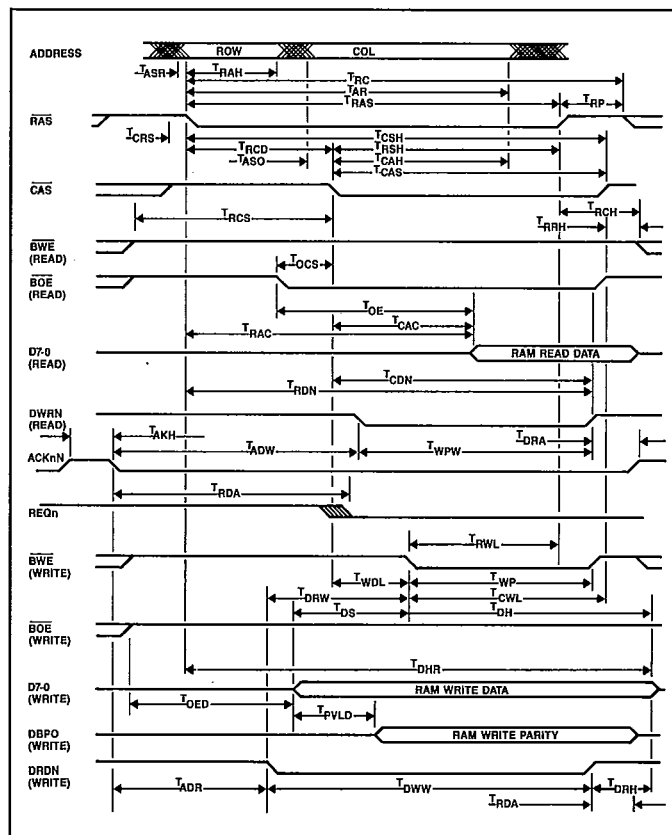 ADDRESS ROW COL
TASR TRAH TRC
TAR
TRAS TRP
RAS
TCRS TCSH
TRCD TRSH
TASO TCAH
TCAS
CAS
TRCS TRCH
TRRH
BWE
(READ)
TOCS
BOE
(READ)
TOE
TCAC
TRAC
D7-0
(READ) RAM READ DATA
TCDN
TRDN
DWRN
(READ)
TAKH TDRA
TADW TWPW
ACKnN
TRDA
REQn
TRWL
BWE
(WRITE)
TWDL TWP
TDRW TCWL
TDS TDH
BOE
(WRITE)
TDHR
D7-0
(WRITE) RAM WRITE DATA
TOED
TPVLD
DBPO
(WRITE) RAM WRITE PARITY
DRDN
(WRITE)
TADR TDWW TDRH
TRDA